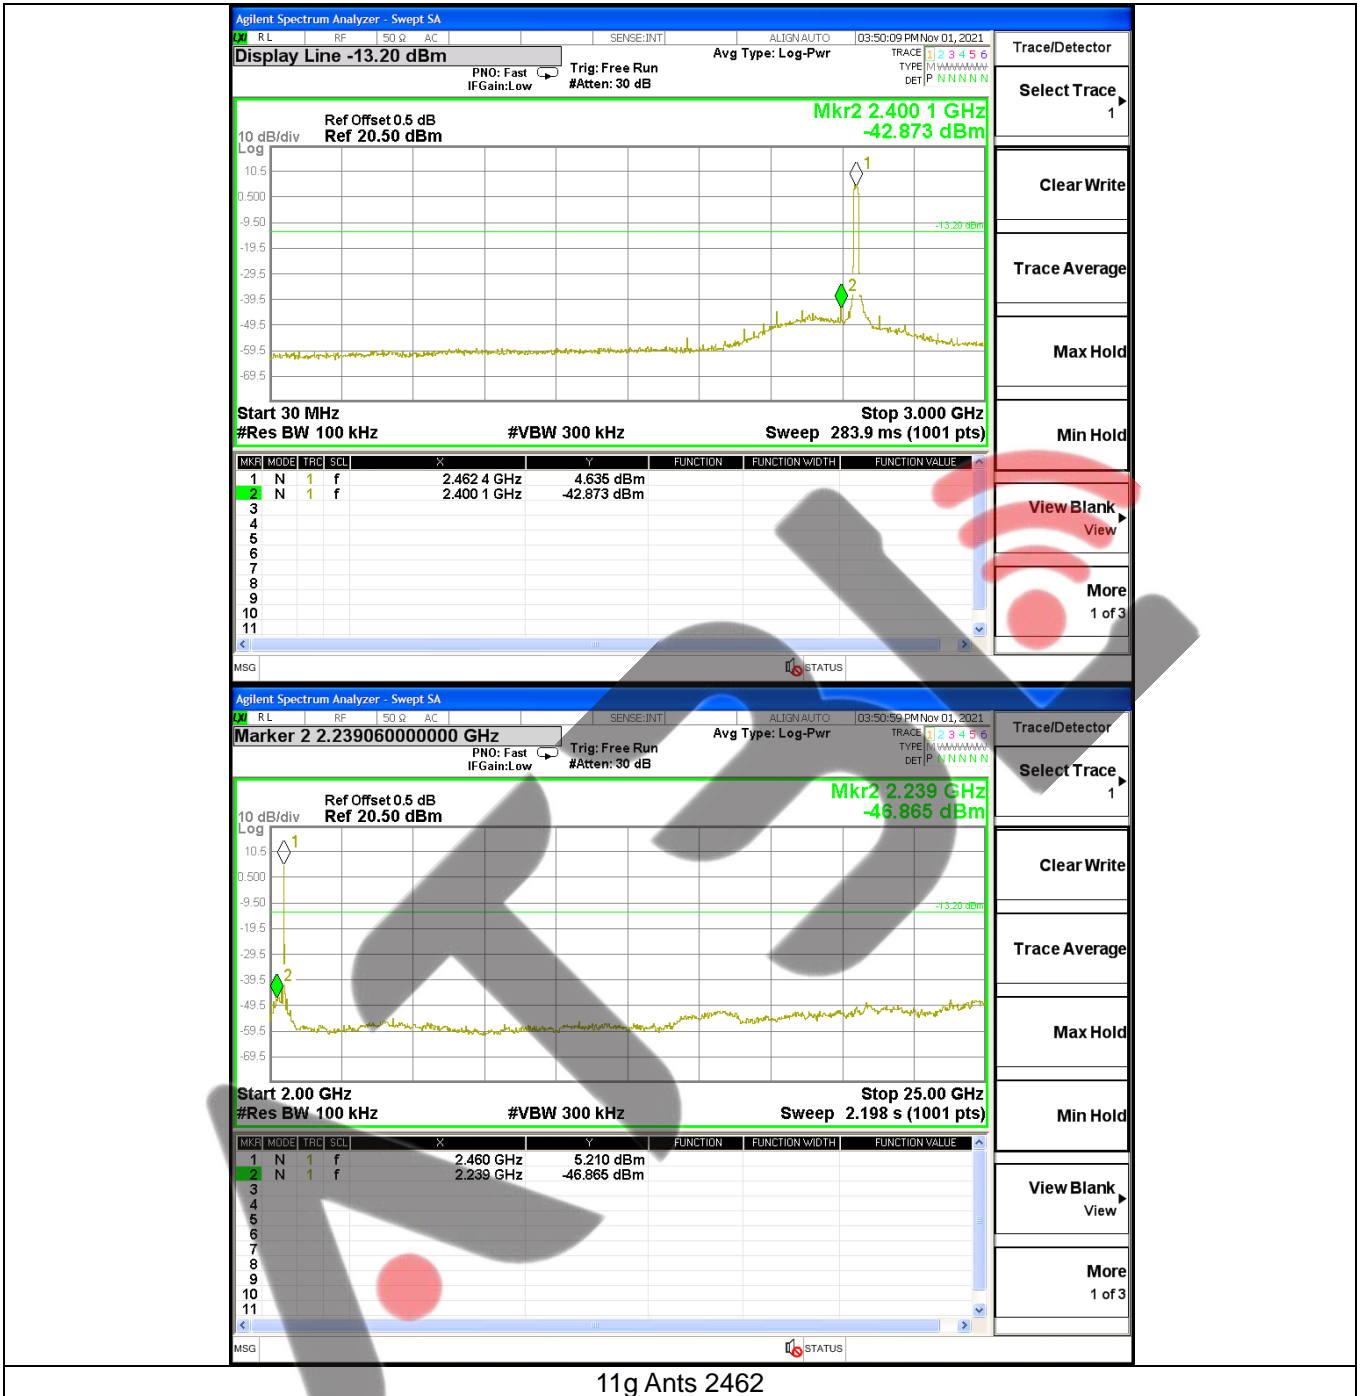 Agilent Spectrum Analyzer - Swept SA
LXI RL RF 50 Ω AC SENSE:INT ALIGN AUTO 03:50:09 PM Nov 01, 2021
Display Line -13.20 dBm
PNO: Fast
IFGain:Low
Trig: Free Run
#Atten: 30 dB
Avg Type: Log-Pwr
TRACE 1 2 3 4 5 6
TYPE M WWWWW
DET P N N N N N
Mkr2 2.400 1 GHz
-42.873 dBm
Ref Offset 0.5 dB
10 dB/div Ref 20.50 dBm
Log
10.5
0.500
-9.50
-19.5
-29.5
-39.5
-49.5
-59.5
-69.5
1
2
-13.20 dBm
Start 30 MHz Stop 3.000 GHz
#Res BW 100 kHz #VBW 300 kHz Sweep 283.9 ms (1001 pts)
MKR MODE TRC SCL X Y FUNCTION FUNCTION WIDTH FUNCTION VALUE
1 N 1 f 2.462 4 GHz 4.635 dBm
2 N 1 f 2.400 1 GHz -42.873 dBm
3
4
5
6
7
8
9
10
11
MSG STATUS
Trace/Detector
Select Trace
1
Clear Write
Trace Average
Max Hold
Min Hold
View Blank
View
More
1 of 3
Agilent Spectrum Analyzer - Swept SA
LXI RL RF 50 Ω AC SENSE:INT ALIGN AUTO 03:50:59 PM Nov 01, 2021
Marker 2 2.239060000000 GHz
PNO: Fast
IFGain:Low
Trig: Free Run
#Atten: 30 dB
Avg Type: Log-Pwr
TRACE 1 2 3 4 5 6
TYPE M WWWWW
DET P N N N N N
Mkr2 2.239 GHz
-46.865 dBm
Ref Offset 0.5 dB
10 dB/div Ref 20.50 dBm
Log
10.5
0.500
-9.50
-19.5
-29.5
-39.5
-49.5
-59.5
-69.5
1
2
-13.20 dBm
Start 2.00 GHz Stop 25.00 GHz
#Res BW 100 kHz #VBW 300 kHz Sweep 2.198 s (1001 pts)
MKR MODE TRC SCL X Y FUNCTION FUNCTION WIDTH FUNCTION VALUE
1 N 1 f 2.460 GHz 5.210 dBm
2 N 1 f 2.239 GHz -46.865 dBm
3
4
5
6
7
8
9
10
11
MSG STATUS
Trace/Detector
Select Trace
1
Clear Write
Trace Average
Max Hold
Min Hold
View Blank
View
More
1 of 3
11g Ants 2462